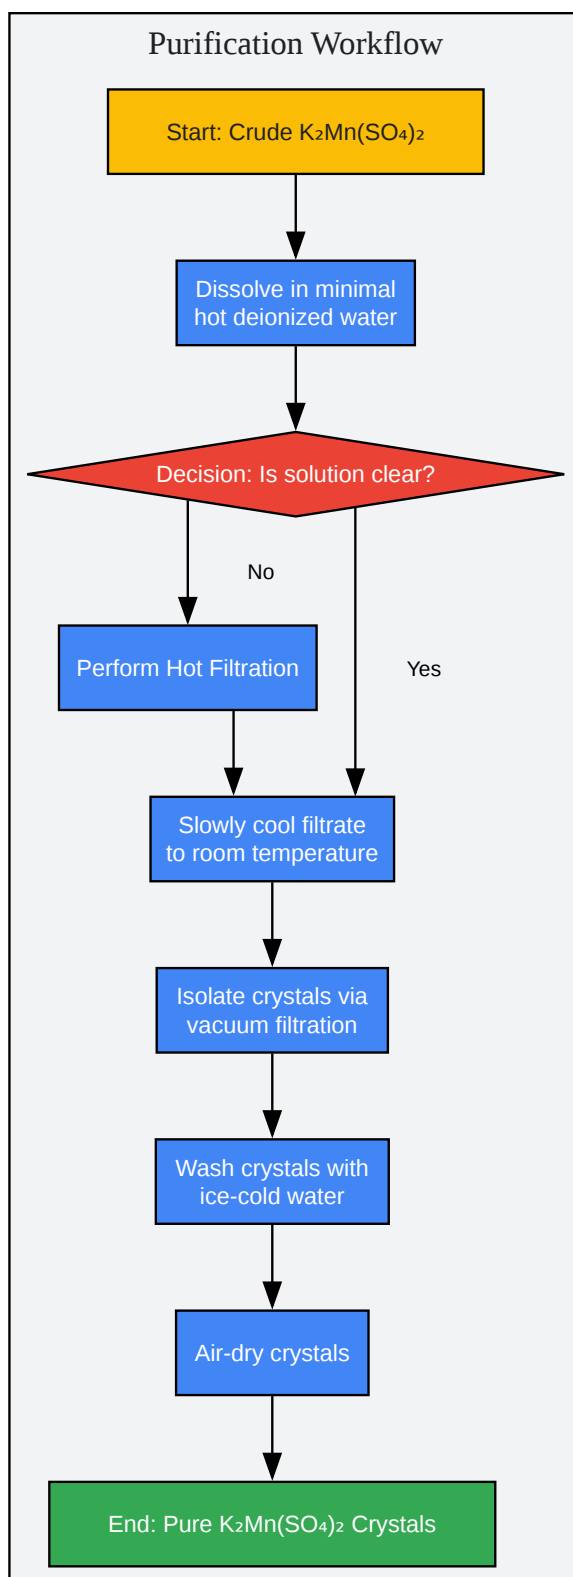 Purification Workflow
Start: Crude K₂Mn(SO₄)₂
Dissolve in minimal
hot deionized water
Decision: Is solution clear?
No
Perform Hot Filtration
Yes
Slowly cool filtrate
to room temperature
Isolate crystals via
vacuum filtration
Wash crystals with
ice-cold water
Air-dry crystals
End: Pure K₂Mn(SO₄)₂ Crystals